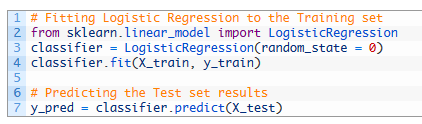 1 # Fitting Logistic Regression to the Training set
2 from sklearn.linear_model import LogisticRegression
3 classifier = LogisticRegression(random_state = 0)
4 classifier.fit(X_train, y_train)
5
6 # Predicting the Test set results
7 y_pred = classifier.predict(X_test)